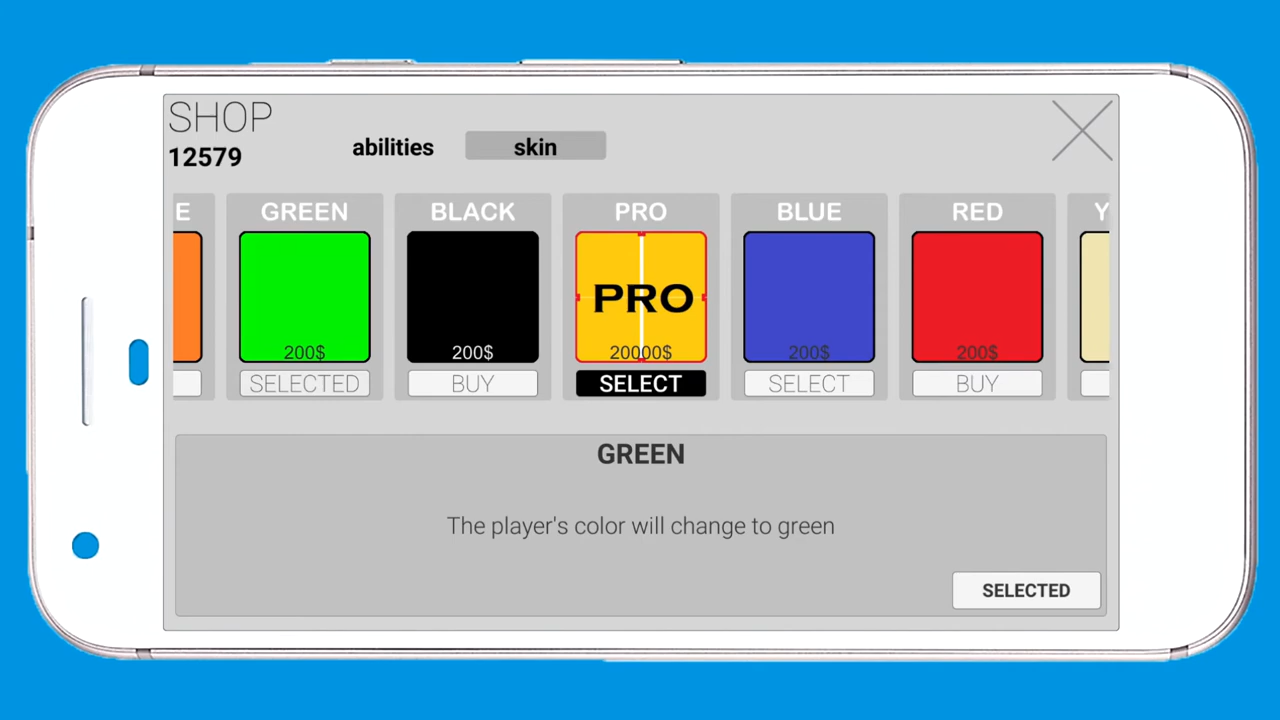 SHOP
12579
abilities
skin
E
GREEN
BLACK
PRO
BLUE
RED
Y
PRO
200$
200$
20000$
200$
200$
SELECTED
BUY
SELECT
SELECT
BUY
GREEN
The player's color will change to green
SELECTED